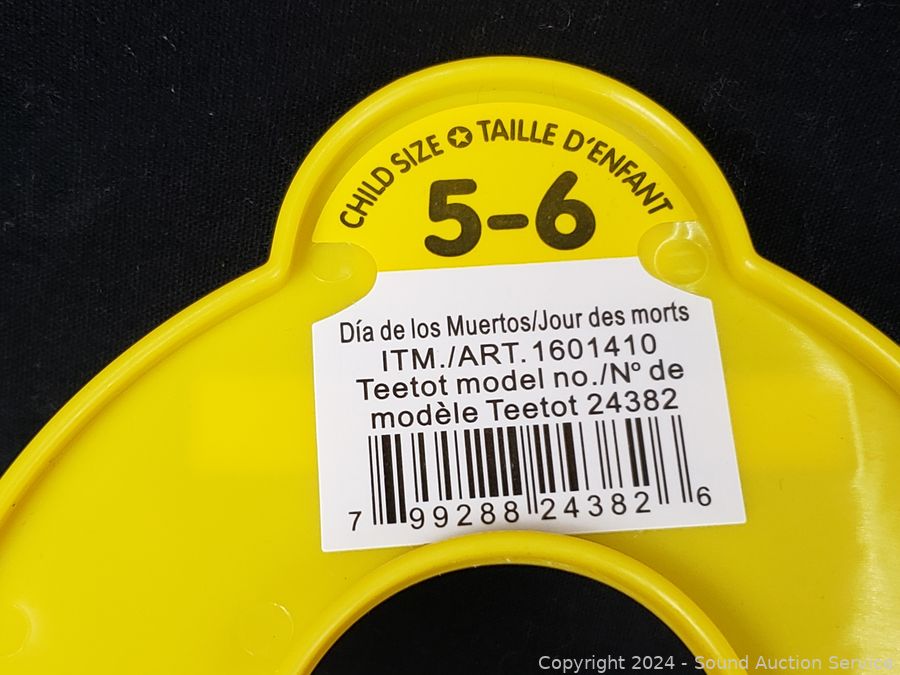 CHILD SIZE ✪ TAILLE D'ENFANT
5-6
Día de los Muertos/Jour des morts
ITM./ART. 1601410
Teetot model no./Nº de
modèle Teetot 24382
7 99288 24382 6
Copyright 2024 - Sound Auction Service